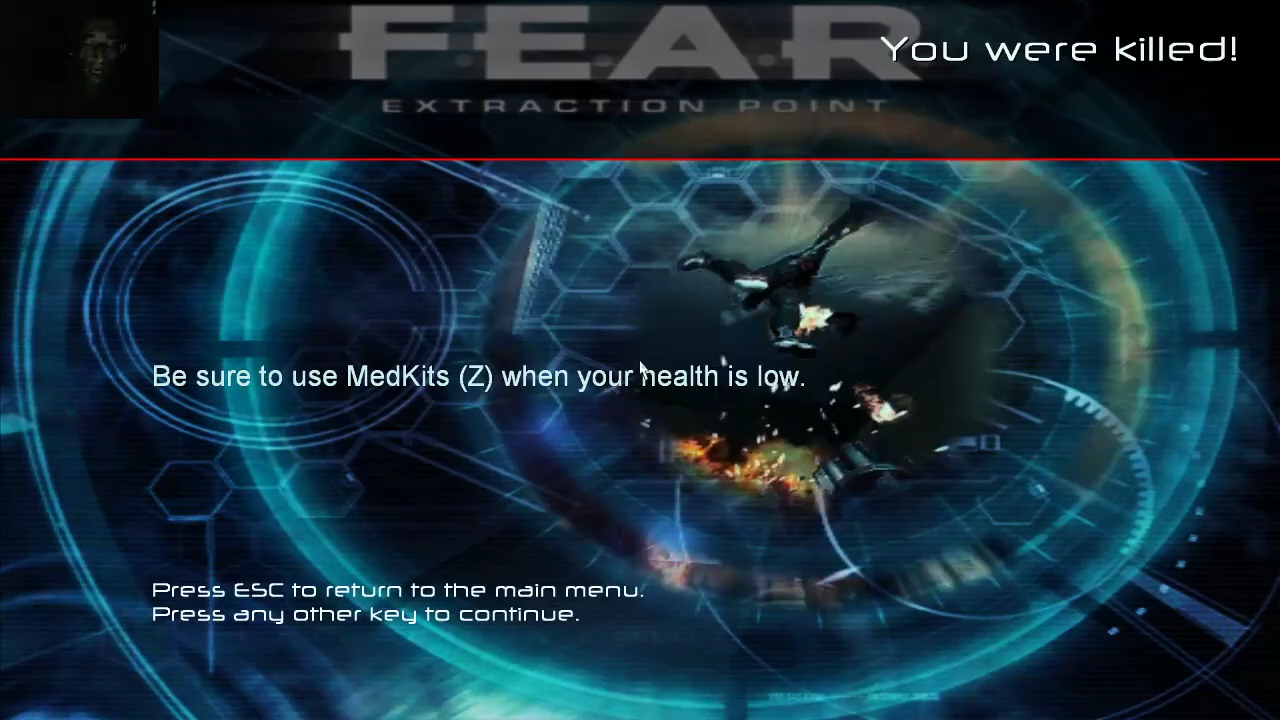 F.E.A.R
EXTRACTION POINT
You were killed!
Be sure to use MedKits (Z) when your health is low.
Press ESC to return to the main menu.
Press any other key to continue.